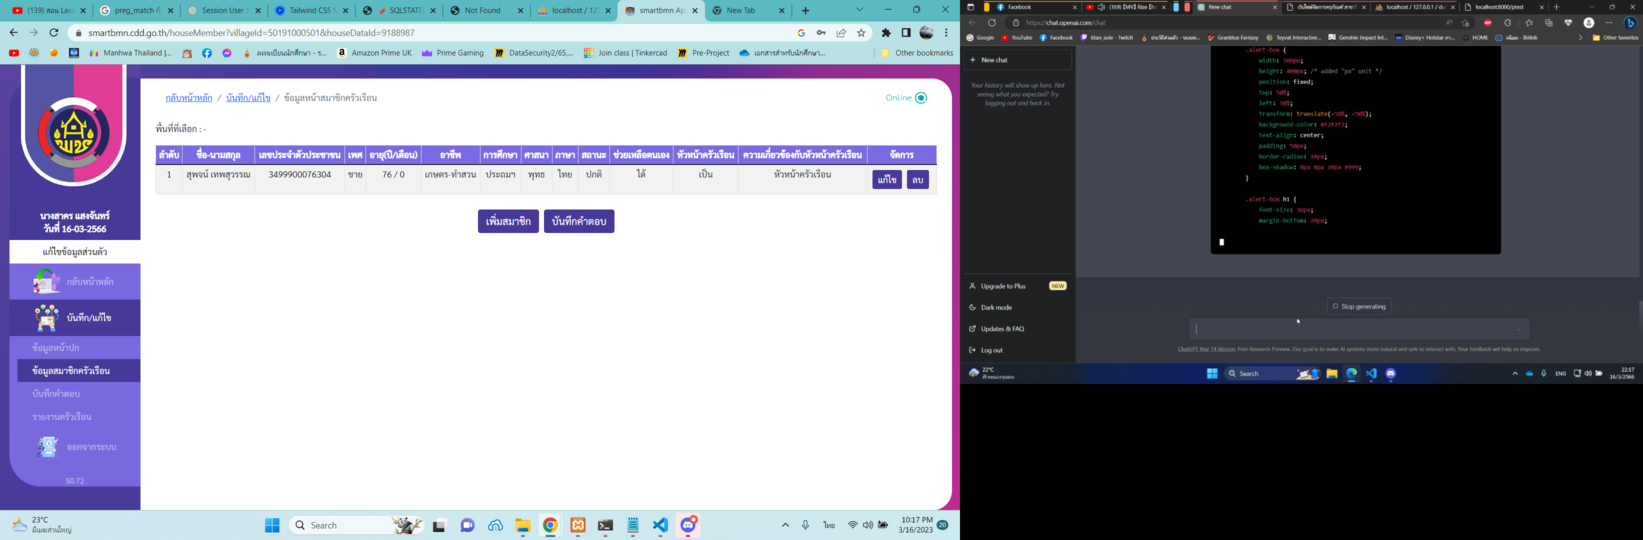 (139) สอน Lara
preg_match R
Session User S
Tailwind CSS f
SQLSTATE
Not Found
localhost / 127
smartbmn Ap
New Tab
smartbmn.cdd.go.th/houseMember?villageId=50191000501&houseDataId=9188987
Manhwa Thailand |...
ลงทะเบียนนักศึกษา - ร...
Amazon Prime UK
Prime Gaming
DataSecurity2/65,...
Join class | Tinkercad
Pre-Project
เอกสารสำหรับนักศึกษา...
Other bookmarks
กลับหน้าหลัก / บันทึก/แก้ไข / ข้อมูลหน้าสมาชิกครัวเรือน
Online
พื้นที่ที่เลือก : -
ลำดับ ชื่อ-นามสกุล เลขประจำตัวประชาชน เพศ อายุ(ปี/เดือน) อาชีพ การศึกษา ศาสนา ภาษา สถานะ ช่วยเหลือตนเอง หัวหน้าครัวเรือน ความเกี่ยวข้องกับหัวหน้าครัวเรือน จัดการ
1 สุพจน์ เทพสุวรรณ 3499900076304 ชาย 76 / 0 เกษตร-ทำสวน ประถมฯ พุทธ ไทย ปกติ ได้ เป็น หัวหน้าครัวเรือน แก้ไข ลบ
เพิ่มสมาชิก บันทึกคำตอบ
นางสาคร แสงจันทร์
วันที่ 16-03-2566
แก้ไขข้อมูลส่วนตัว
กลับหน้าหลัก
บันทึก/แก้ไข
ข้อมูลหน้าปก
ข้อมูลสมาชิกครัวเรือน
บันทึกคำตอบ
รายงานครัวเรือน
ออกจากระบบ
50.72
23°C
มีเมฆส่วนใหญ่
Search
ไทย
10:17 PM
3/16/2023
20
Facebook
New chat
localhost / 127.0.0.1 /
localhost:8000/ptest
https://chat.openai.com/chat
Google
YouTube
Facebook
Titan_sole - Twitch
Granblue Fantasy
Teyvat Interactive...
Genshin Impact Int...
Disney+ Hotstar
HOME
Other favorites
+ New chat
Your history will show up here. Not
seeing what you expected? Try
logging out and back in.
Upgrade to Plus NEW
Dark mode
Updates & FAQ
Log out
.alert-box {
width: 500px;
height: 400px; /* added "px" unit */
position: fixed;
top: 50%;
left: 50%;
transform: translate(-50%, -50%);
background-color: #f2f2f2;
text-align: center;
padding: 50px;
border-radius: 10px;
box-shadow: 0px 0px 10px #999;
}
.alert-box h1 {
font-size: 36px;
margin-bottom: 20px;
Stop generating
ChatGPT Mar 14 Version. Free Research Preview. Our goal is to make AI systems more natural and safe to interact with. Your feedback will help us improve.
22°C
Search
ENG
22:17
16/3/2566